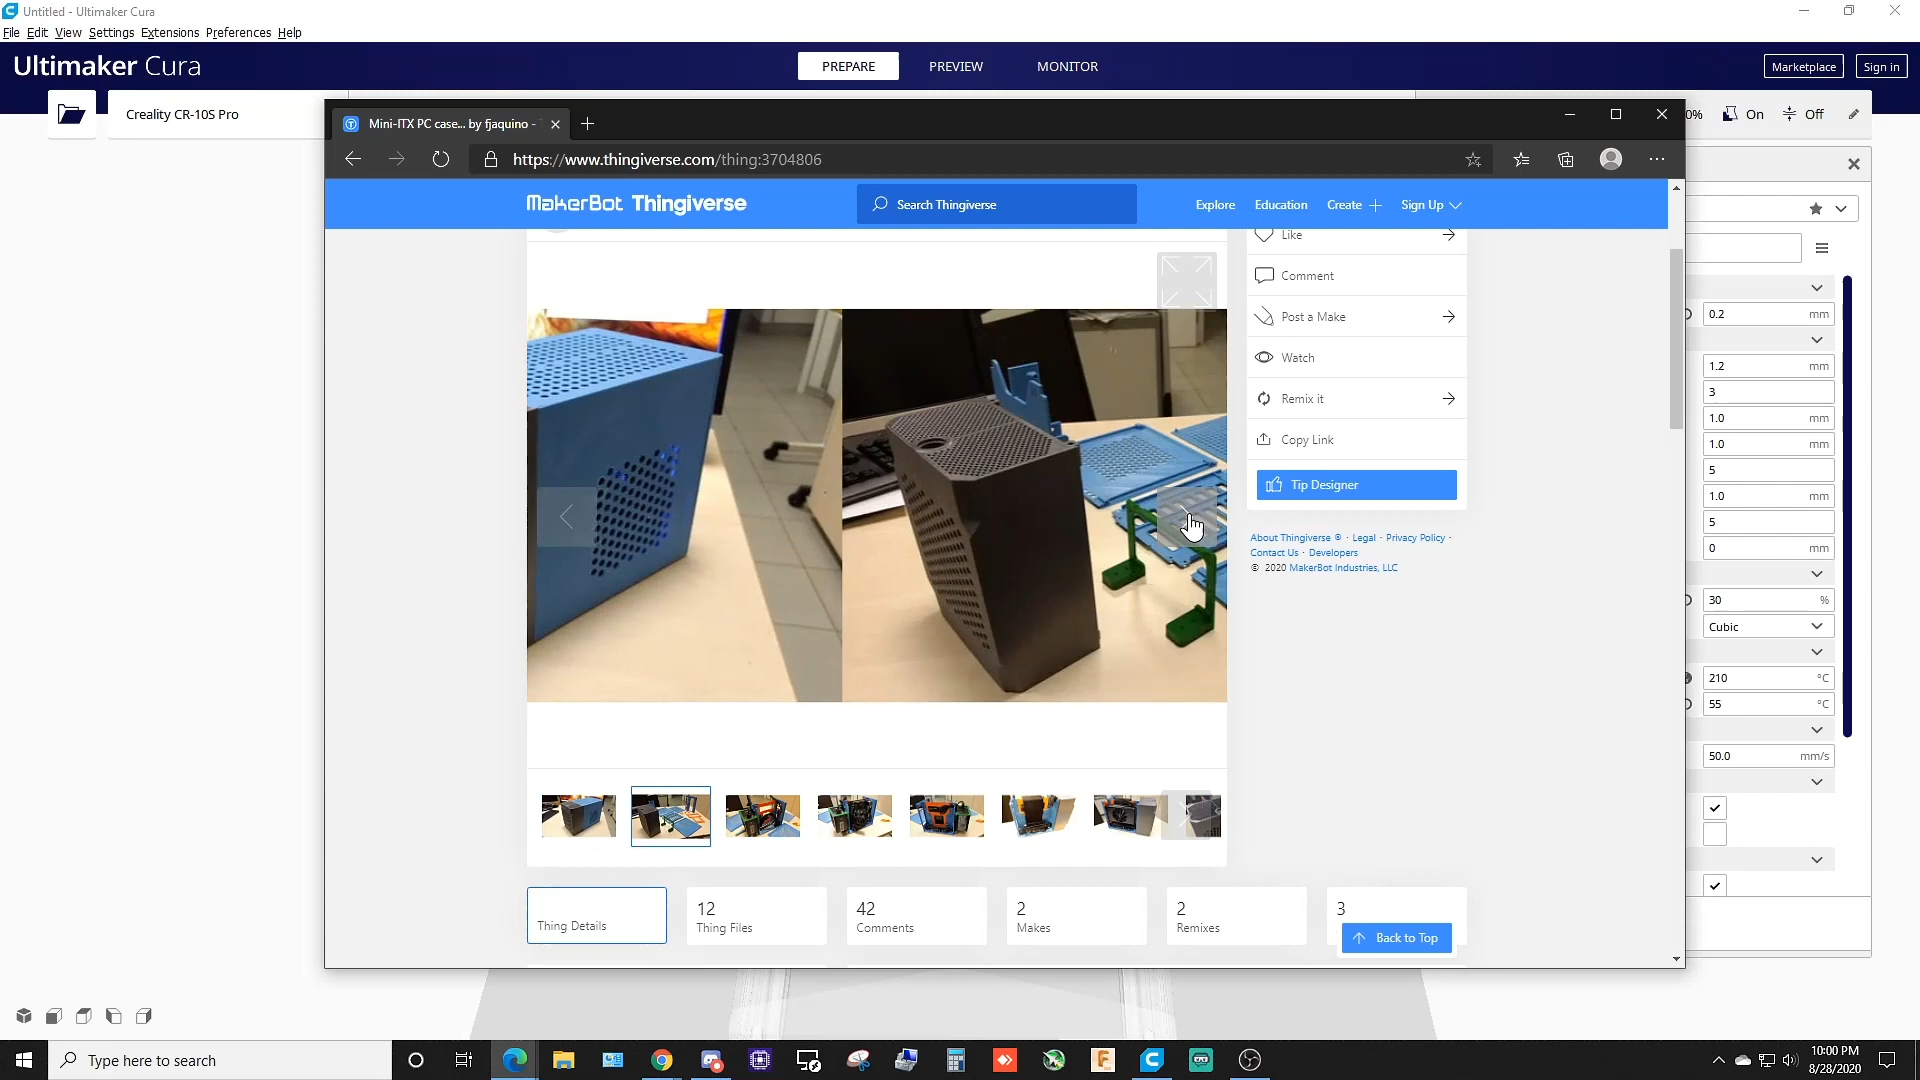 Untitled - Ultimaker Cura
File Edit View Settings Extensions Preferences Help
Ultimaker Cura
PREPARE
PREVIEW
MONITOR
Marketplace
Sign in
Creality CR-10S Pro
0%
On
Off
Mini-ITX PC case... by fjaquino -
https://www.thingiverse.com/thing:3704806
MakerBot Thingiverse
Search Thingiverse
Explore
Education
Create
Sign Up
Like
Comment
Post a Make
Watch
Remix it
Copy Link
Tip Designer
About Thingiverse ® · Legal · Privacy Policy ·
Contact Us · Developers
© 2020 MakerBot Industries, LLC
0.2 mm
1.2 mm
3
1.0 mm
1.0 mm
5
1.0 mm
5
0 mm
30 %
Cubic
210 °C
55 °C
50.0 mm/s
Thing Details
12
Thing Files
42
Comments
2
Makes
2
Remixes
3
Back to Top
Type here to search
10:00 PM
8/28/2020